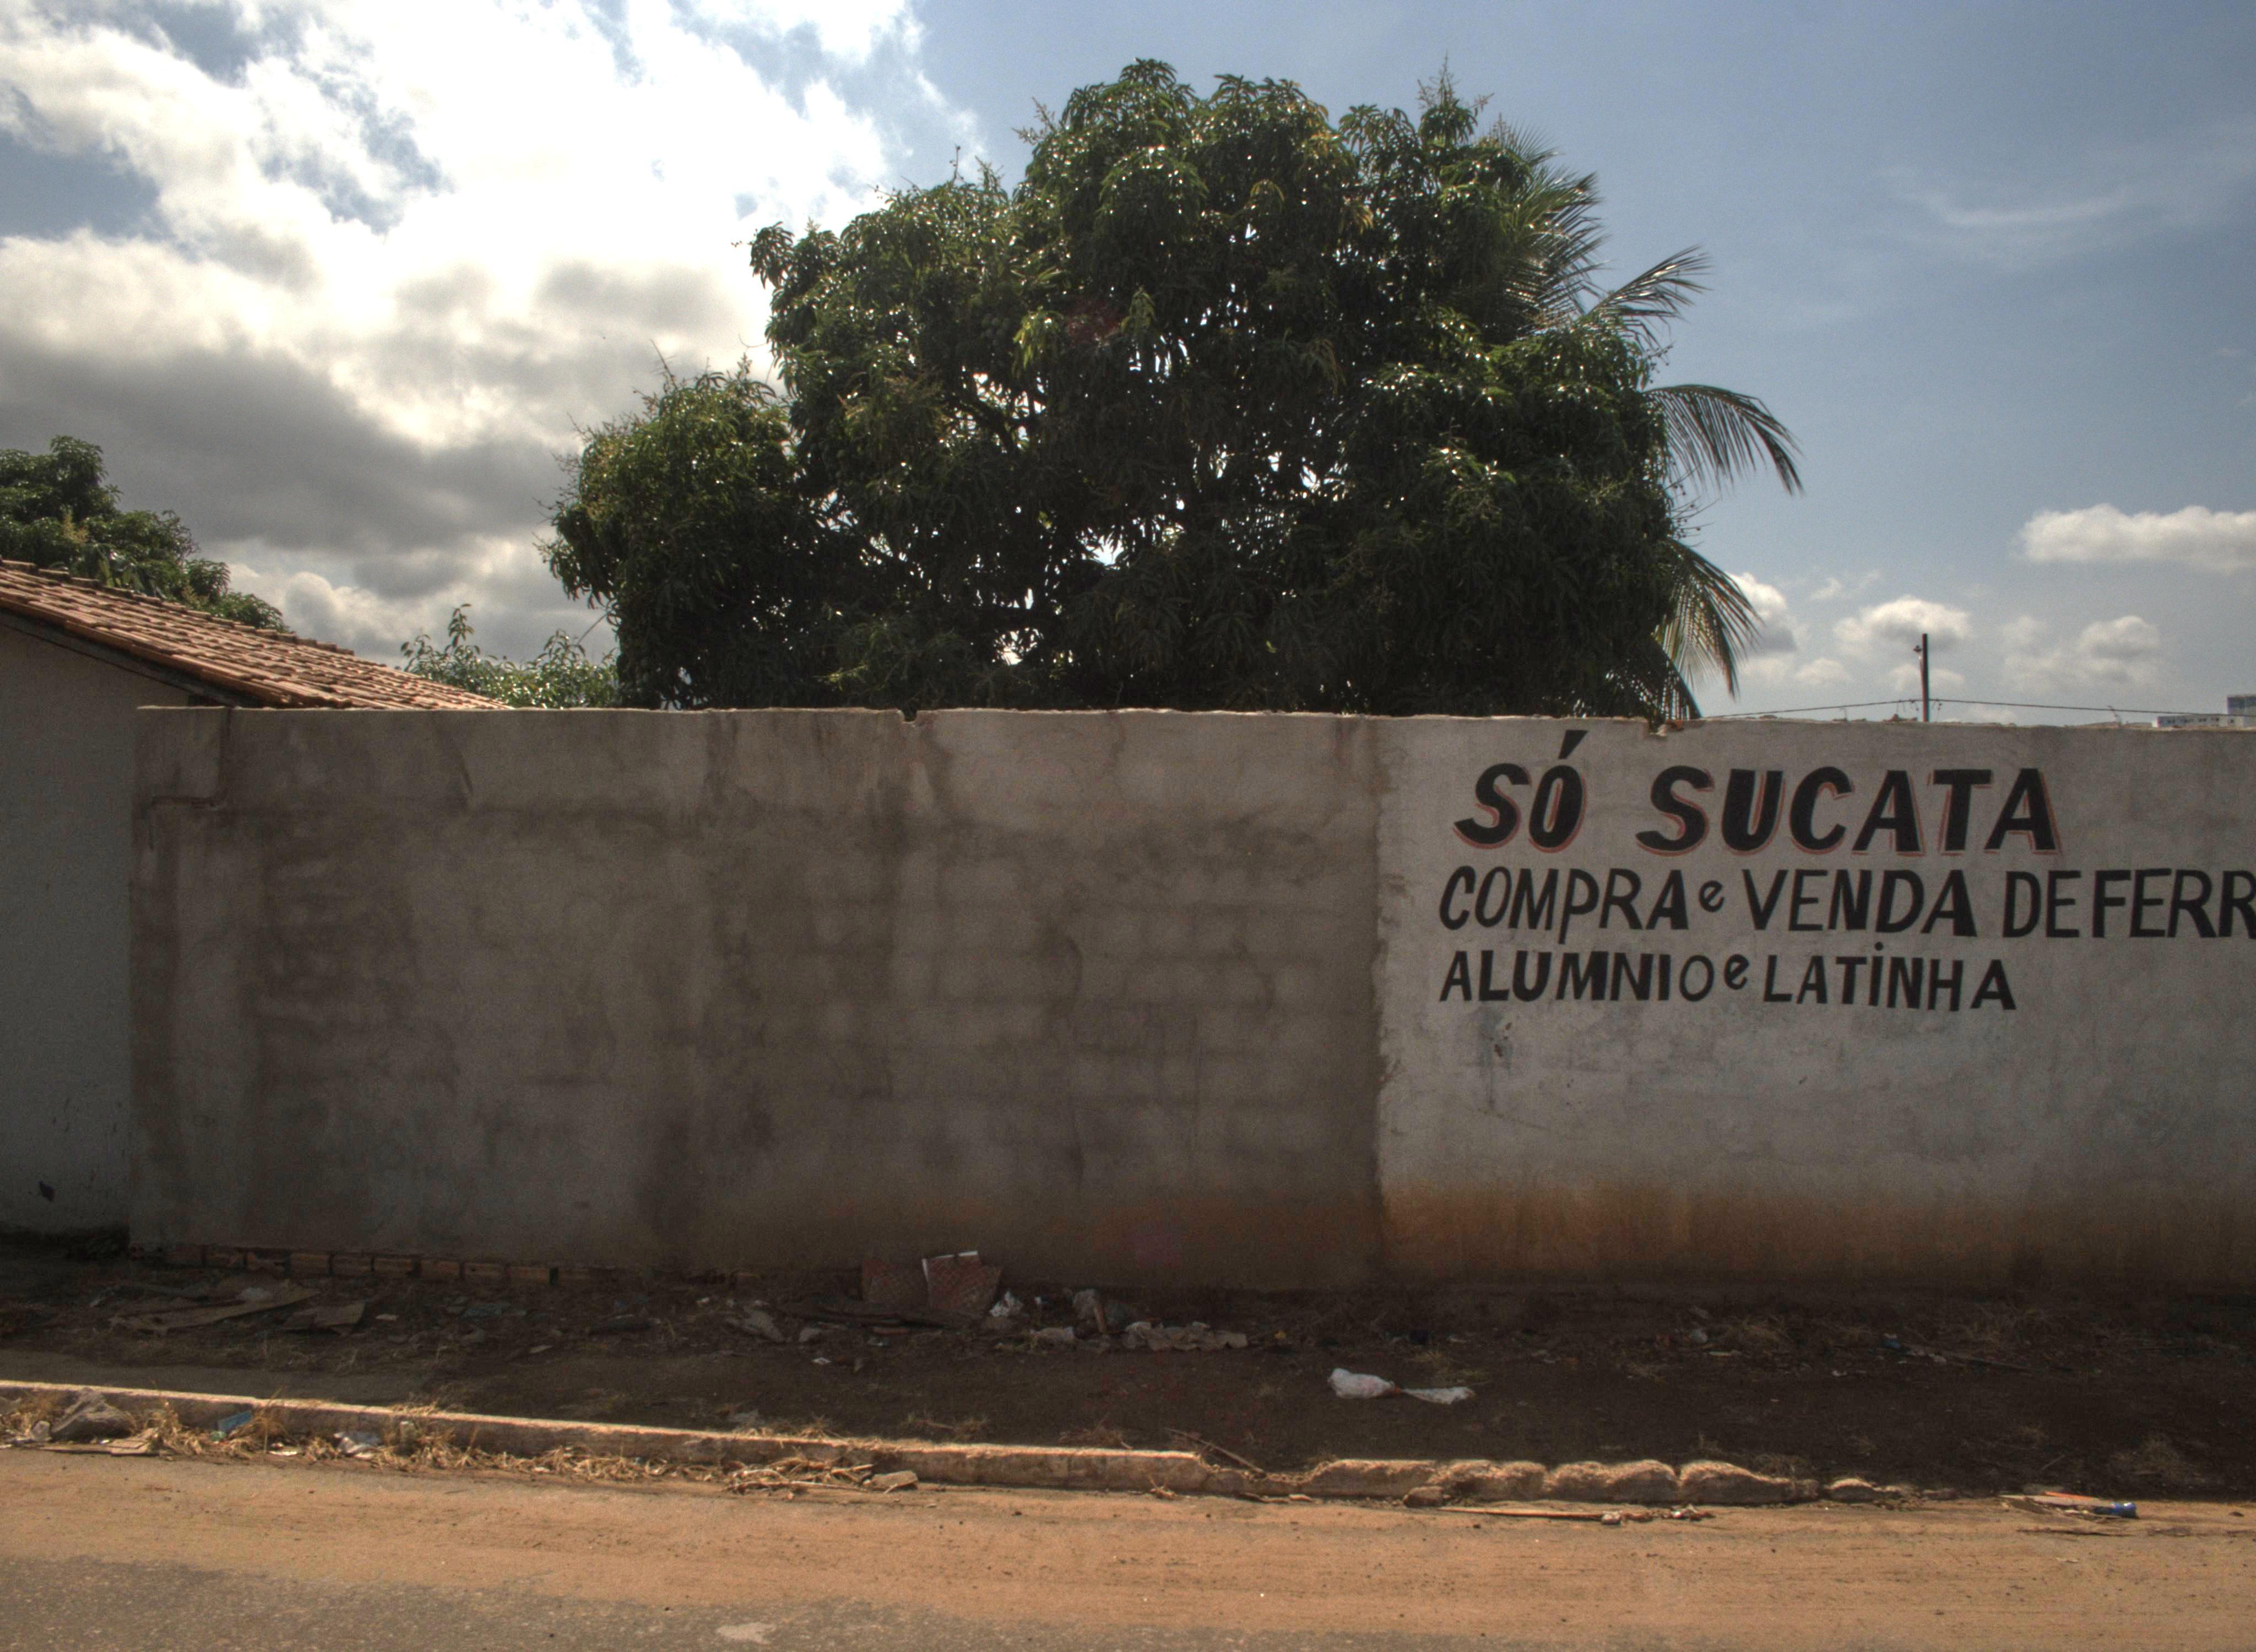 SÓ SUCATA
COMPRA e VENDA DE FERR
ALUMNIO e LATINHA